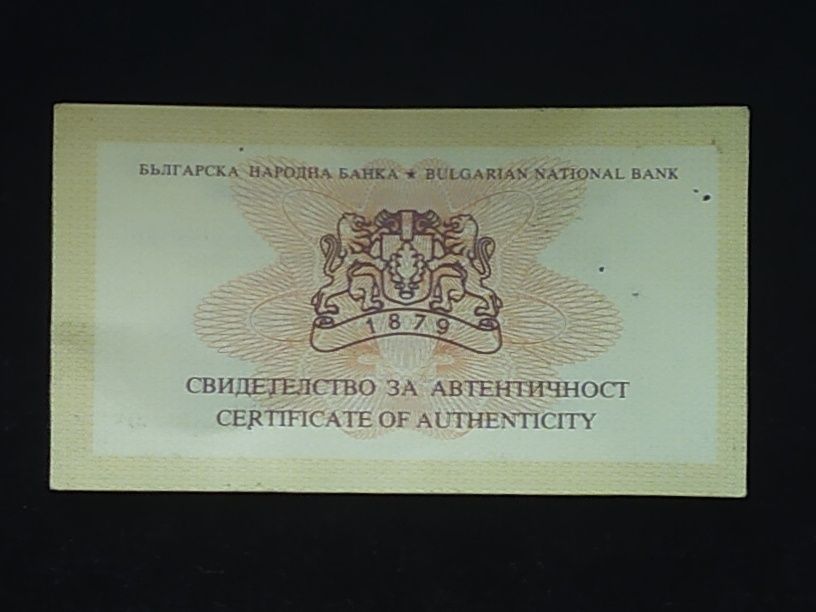 БЪЛГАРСКА НАРОДНА БАНКА ★ BULGARIAN NATIONAL BANK
1879
СВИДЕТЕЛСТВО ЗА АВТЕНТИЧНОСТ
CERTIFICATE OF AUTHENTICITY